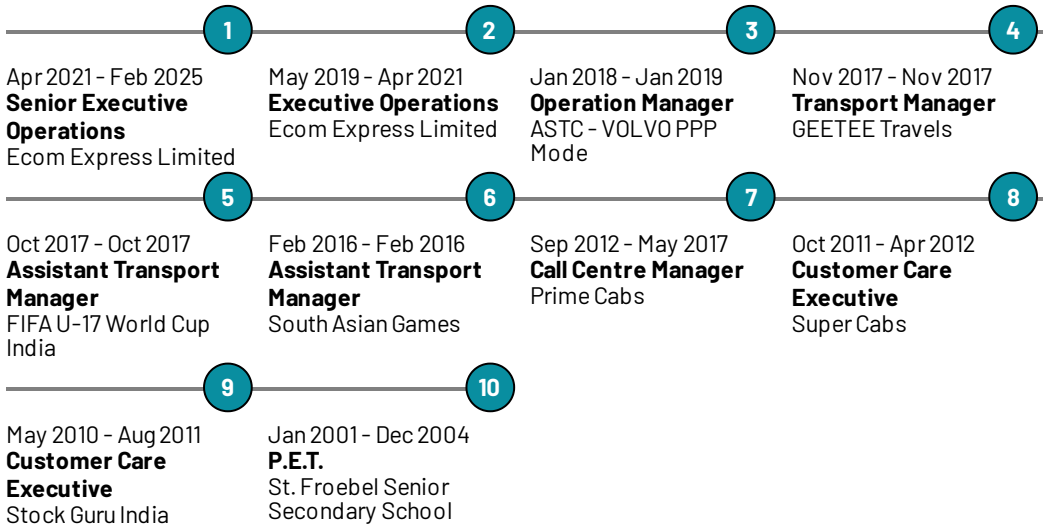 1
Apr 2021 - Feb 2025
Senior Executive
Operations
Ecom Express Limited
2
May 2019 - Apr 2021
Executive Operations
Ecom Express Limited
3
Jan 2018 - Jan 2019
Operation Manager
ASTC - VOLVO PPP
Mode
4
Nov 2017 - Nov 2017
Transport Manager
GEETEE Travels
5
Oct 2017 - Oct 2017
Assistant Transport
Manager
FIFA U-17 World Cup
India
6
Feb 2016 - Feb 2016
Assistant Transport
Manager
South Asian Games
7
Sep 2012 - May 2017
Call Centre Manager
Prime Cabs
8
Oct 2011 - Apr 2012
Customer Care
Executive
Super Cabs
9
May 2010 - Aug 2011
Customer Care
Executive
Stock Guru India
10
Jan 2001 - Dec 2004
P.E.T.
St. Froebel Senior
Secondary School